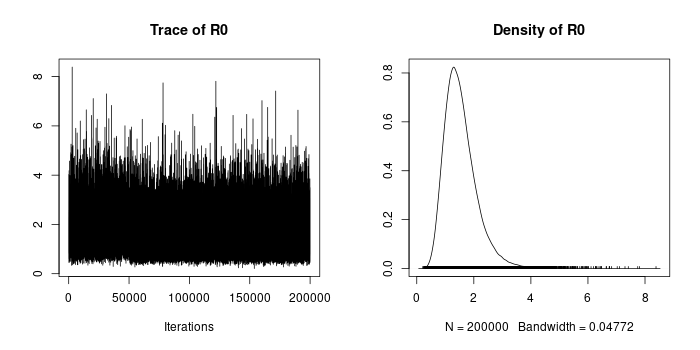 Trace of R0
8
6
4
2
0
0 50000 100000 150000 200000
Iterations
Density of R0
0.8
0.6
0.4
0.2
0.0
0 2 4 6 8
N = 200000 Bandwidth = 0.04772